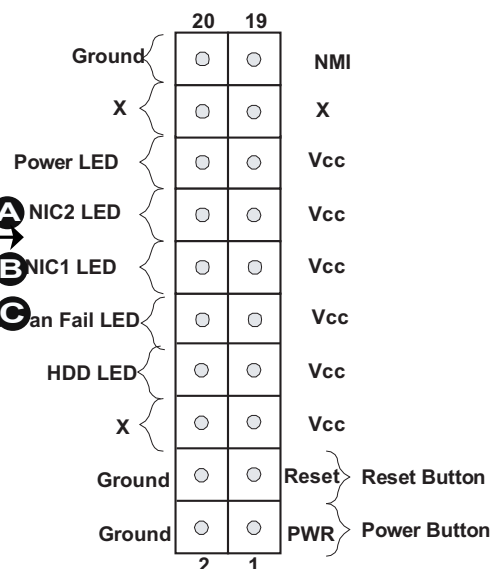 20 19
Ground NMI
X X
Power LED Vcc
A NIC2 LED Vcc
B NIC1 LED Vcc
C an Fail LED Vcc
HDD LED Vcc
X Vcc
Ground Reset Reset Button
Ground PWR Power Button
2 1